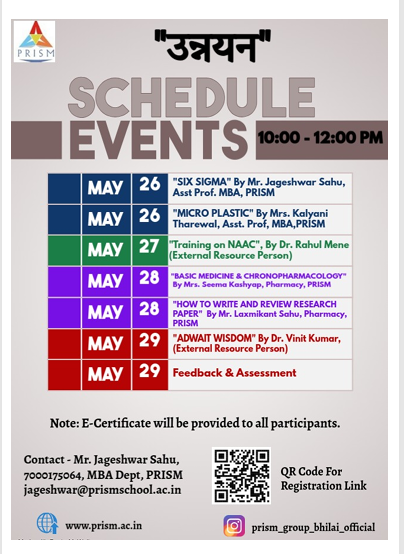 PRISM
"उन्नयन"
SCHEDULE
EVENTS 10:00 - 12:00 PM
MAY 26 "SIX SIGMA" By Mr. Jageshwar Sahu,
Asst Prof. MBA, PRISM
MAY 26 "MICRO PLASTIC" By Mrs. Kalyani
Tharewal, Asst. Prof, MBA,PRISM
MAY 27 "Training on NAAC", By Dr. Rahul Mene
(External Resource Person)
MAY 28 "BASIC MEDICINE & CHRONOPHARMACOLOGY"
By Mrs. Seema Kashyap, Pharmacy, PRISM
MAY 28 "HOW TO WRITE AND REVIEW RESEARCH
PAPER" By Mr. Laxmikant Sahu, Pharmacy,
PRISM
MAY 29 "ADWAIT WISDOM" By Dr. Vinit Kumar,
(External Resource Person)
MAY 29 Feedback & Assessment
Note: E-Certificate will be provided to all participants.
Contact - Mr. Jageshwar Sahu,
7000175064, MBA Dept, PRISM
jageshwar@prismschool.ac.in
QR Code For
Registration Link
www.prism.ac.in
prism_group_bhilai_official